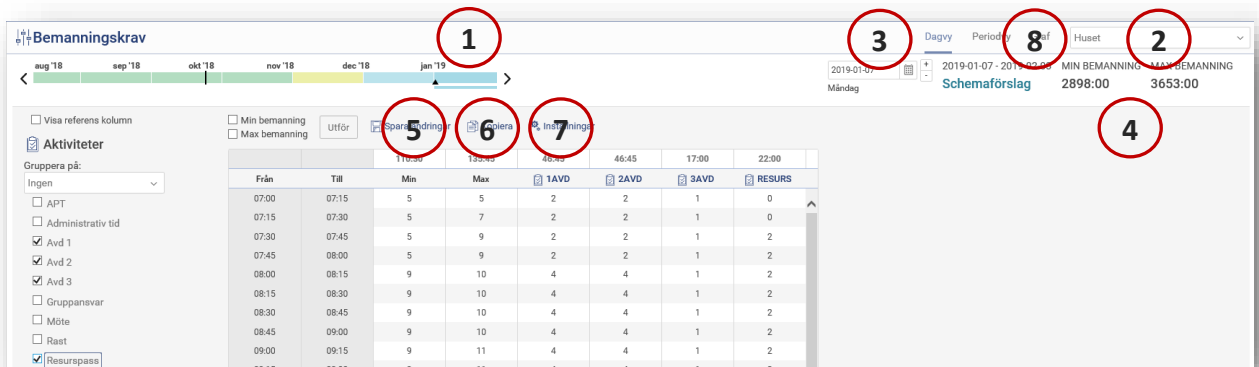 Bemanningskrav
1
3
Dagvy Periodvy 8 Huset 2
aug '18 sep '18 okt '18 nov '18 dec '18 jan '19
2019-01-07 + - 2019-01-07 - 2019-02-03 MIN BEMANNING MAX BEMANNING
Måndag Schemaförslag 2898:00 3653:00
Visa referens kolumn Min bemanning Max bemanning Utför Spara ändringar 5 Kopiera 6 Inställningar 7 4
Aktiviteter
Gruppera på:
Ingen
APT
Administrativ tid
Avd 1
Avd 2
Avd 3
Gruppansvar
Möte
Rast
Resurspass
110:30 135:45 46:45 46:45 17:00 22:00
Från Till Min Max 1AVD 2AVD 3AVD RESURS
07:00 07:15 5 5 2 2 1 0
07:15 07:30 5 7 2 2 1 0
07:30 07:45 5 9 2 2 1 2
07:45 08:00 5 9 2 2 1 2
08:00 08:15 9 10 4 4 1 2
08:15 08:30 9 10 4 4 1 2
08:30 08:45 9 10 4 4 1 2
08:45 09:00 9 10 4 4 1 2
09:00 09:15 9 11 4 4 1 2